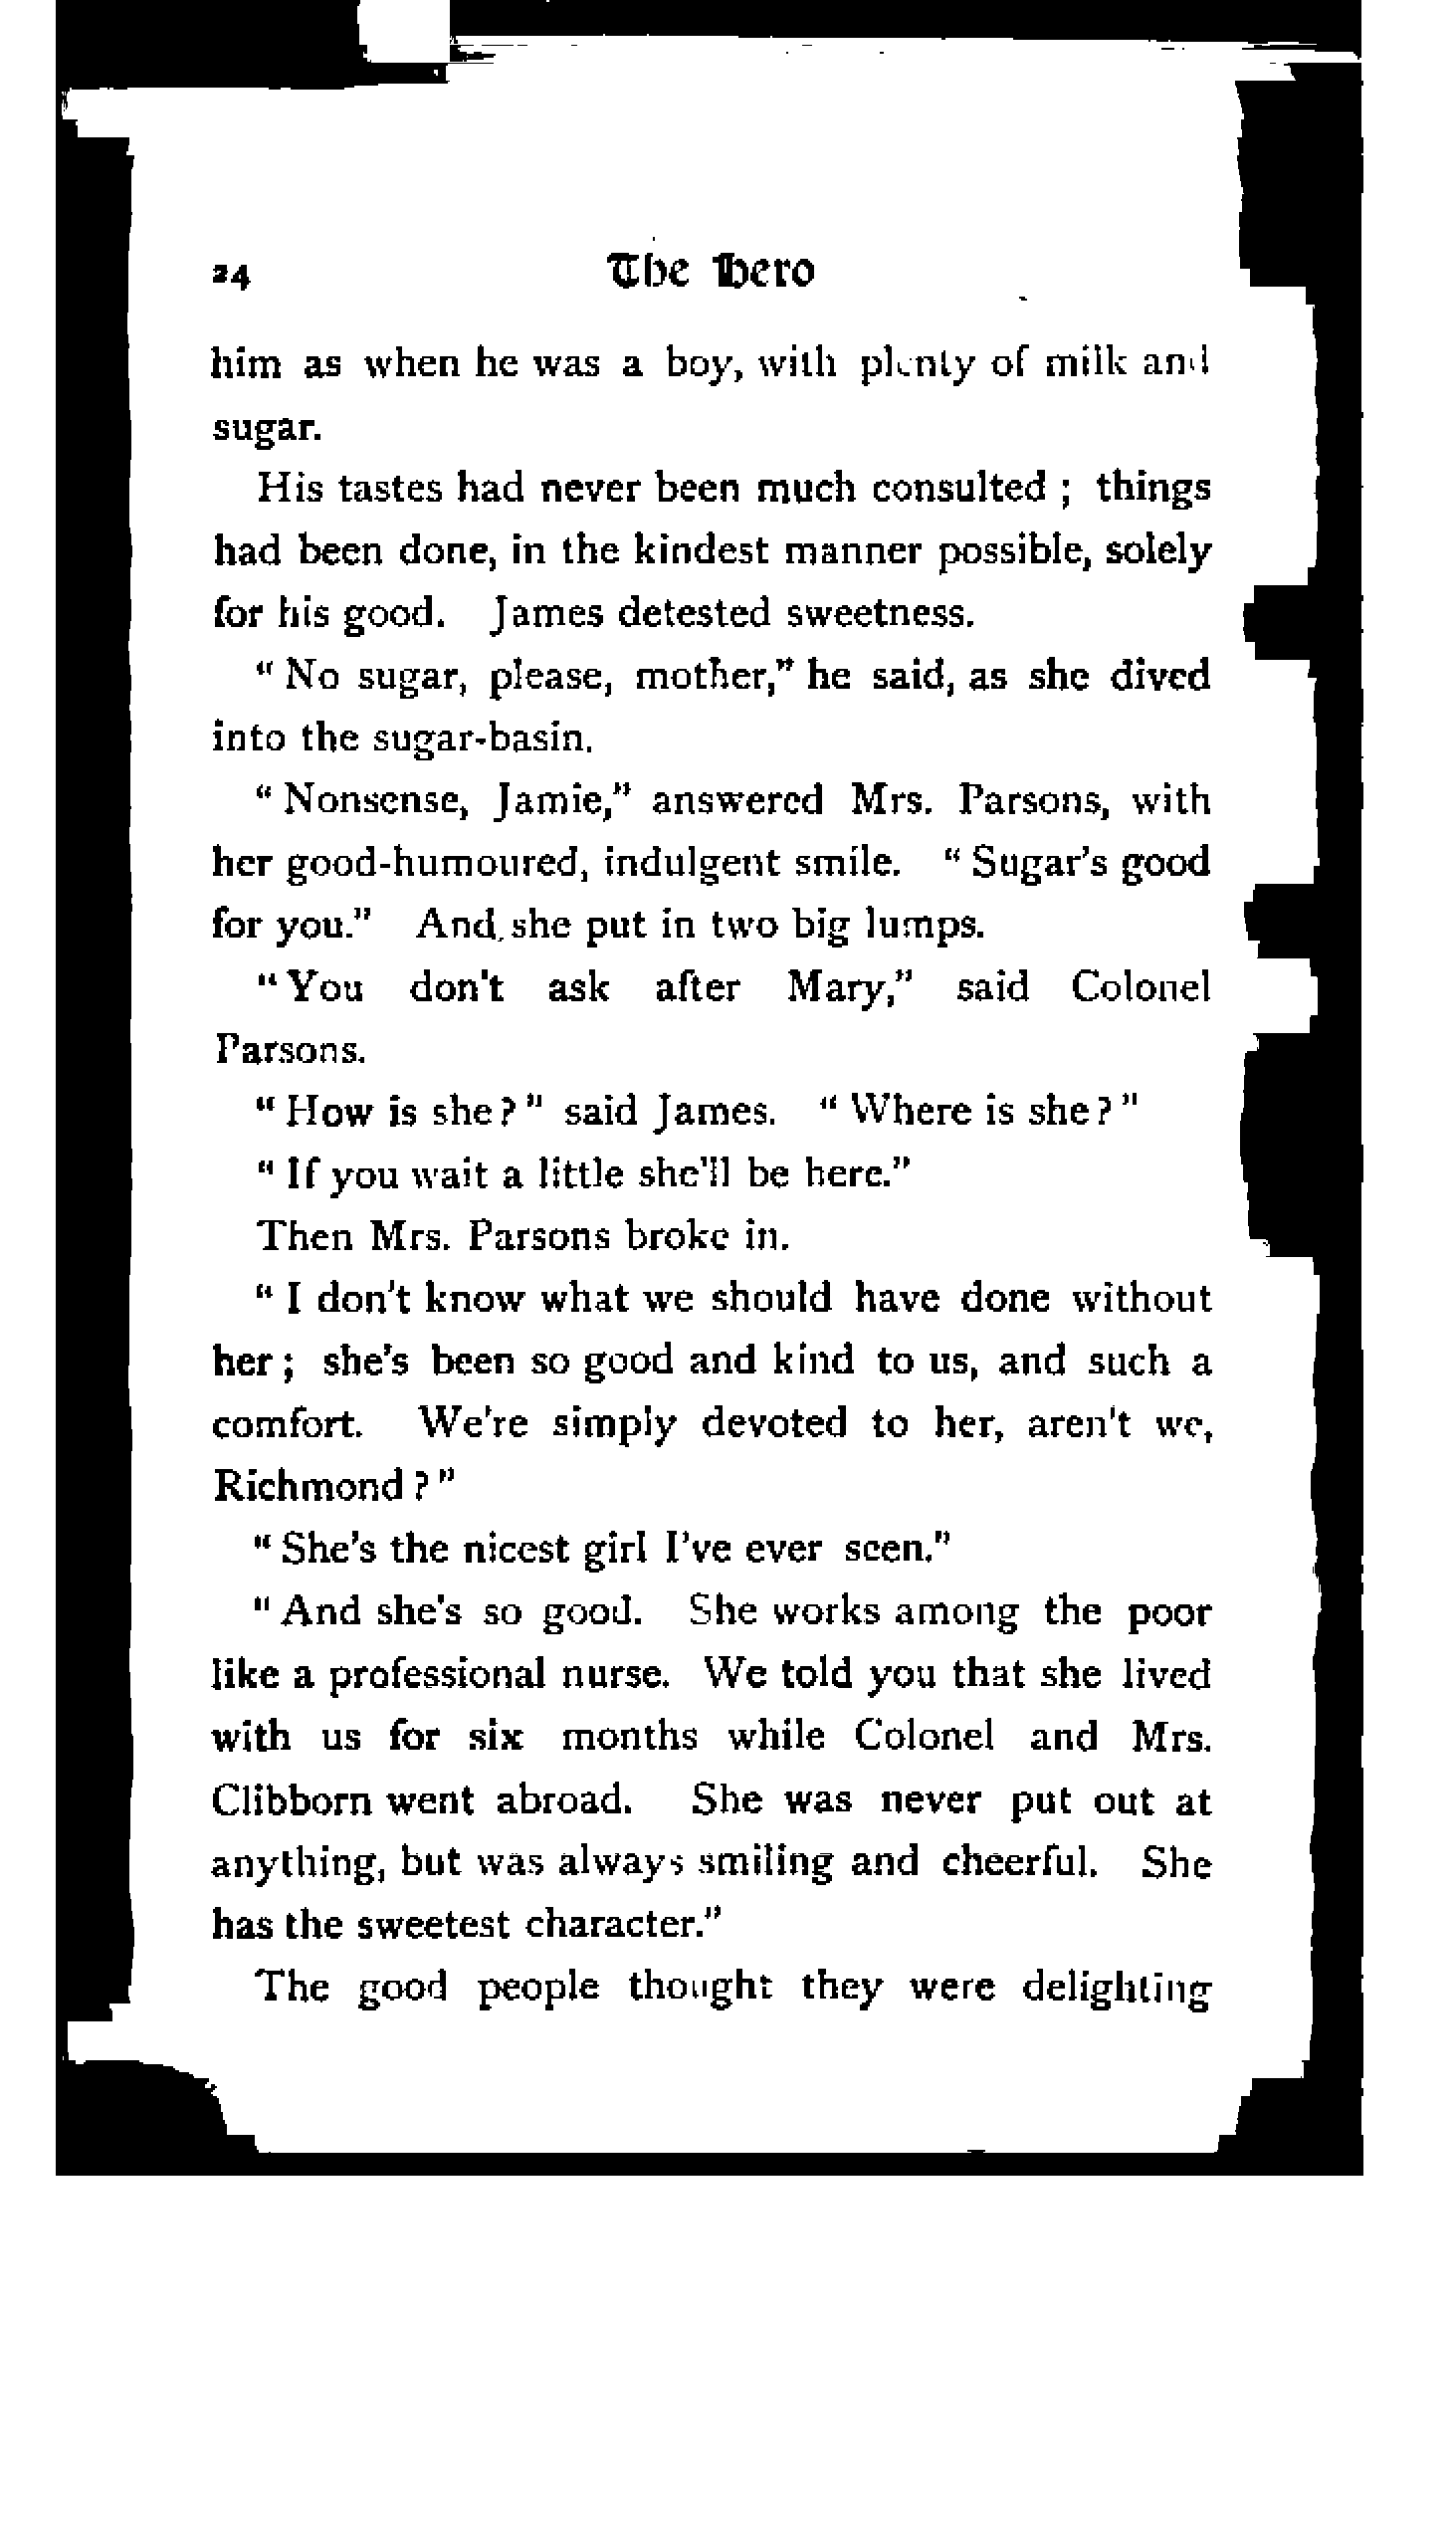 24 The Hero
him as when he was a boy, with plenty of milk and
sugar.
His tastes had never been much consulted ; things
had been done, in the kindest manner possible, solely
for his good. James detested sweetness.
“ No sugar, please, mother,” he said, as she dived
into the sugar-basin.
“ Nonsense, Jamie,” answered Mrs. Parsons, with
her good-humoured, indulgent smile. “ Sugar’s good
for you.” And she put in two big lumps.
“ You don't ask after Mary,” said Colonel
Parsons.
“ How is she ? ” said James. “ Where is she ? ”
“ If you wait a little she'll be here.”
Then Mrs. Parsons broke in.
“ I don't know what we should have done without
her ; she's been so good and kind to us, and such a
comfort. We're simply devoted to her, aren't we,
Richmond ? ”
“ She’s the nicest girl I’ve ever seen.”
“ And she's so good. She works among the poor
like a professional nurse. We told you that she lived
with us for six months while Colonel and Mrs.
Clibborn went abroad. She was never put out at
anything, but was always smiling and cheerful. She
has the sweetest character.”
The good people thought they were delighting